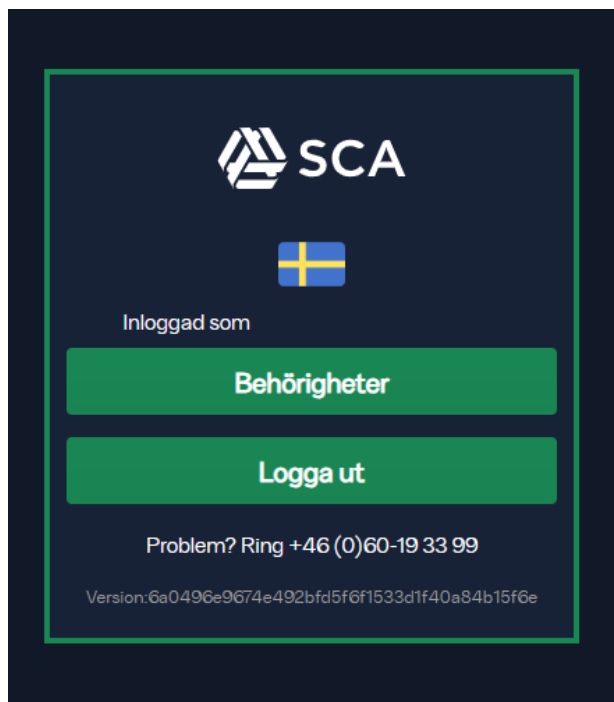 SCA
Inloggad som
Behörigheter
Logga ut
Problem? Ring +46 (0)60-19 33 99
Version:6a0496e9674e492bfd5f6f1533d1f40a84b15f6e